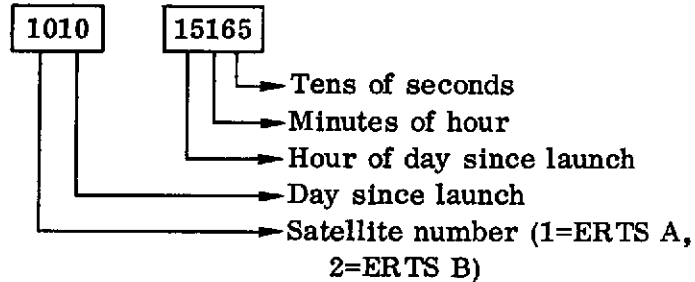 1010 15165
Tens of seconds
Minutes of hour
Hour of day since launch
Day since launch
Satellite number (1=ERTS A,
2=ERTS B)